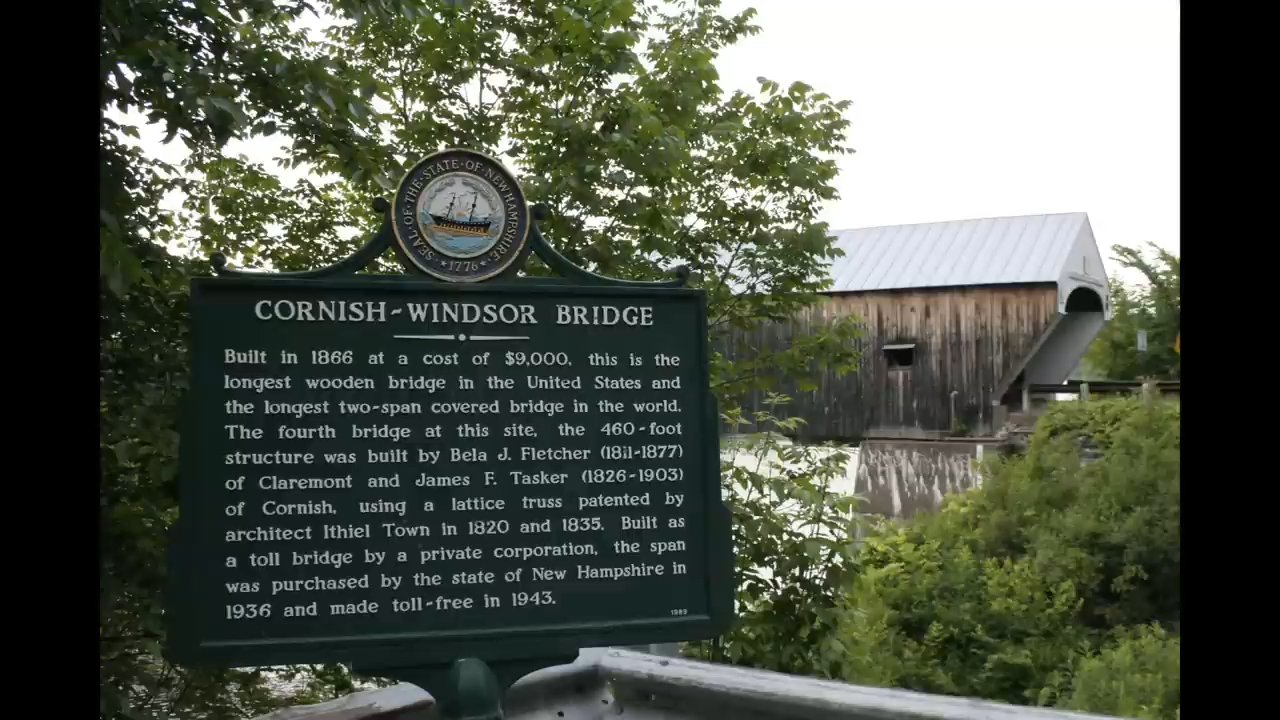 SEAL·OF·THE·STATE·OF·NEW HAMPSHIRE·
★1776★
CORNISH-WINDSOR BRIDGE
Built in 1866 at a cost of $9,000, this is the
longest wooden bridge in the United States and
the longest two-span covered bridge in the world.
The fourth bridge at this site, the 460-foot
structure was built by Bela J. Fletcher (1811-1877)
of Claremont and James F. Tasker (1826-1903)
of Cornish, using a lattice truss patented by
architect Ithiel Town in 1820 and 1835. Built as
a toll bridge by a private corporation, the span
was purchased by the state of New Hampshire in
1936 and made toll-free in 1943.
1989